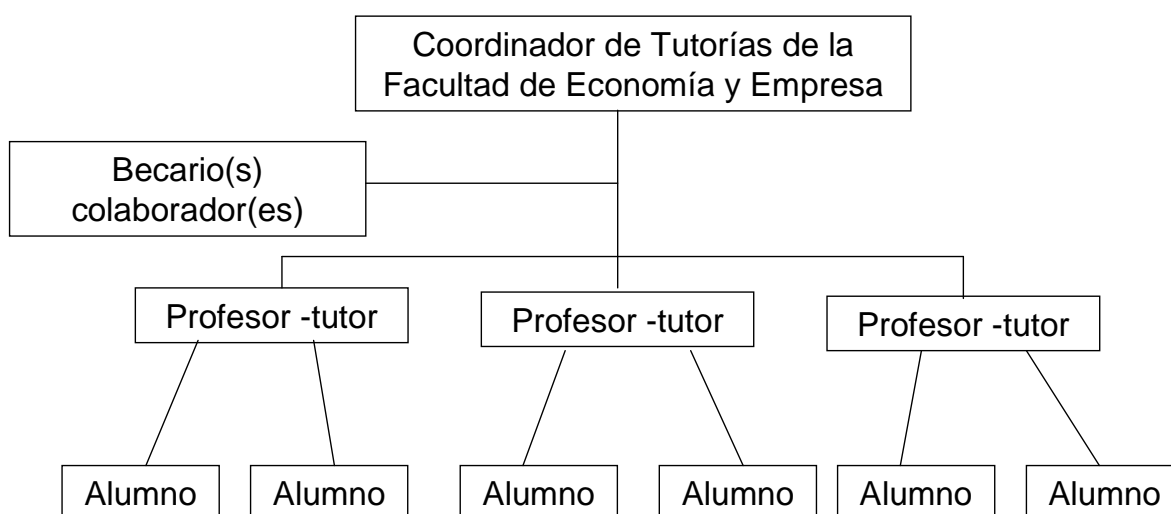 Coordinador de Tutorías de la
Facultad de Economía y Empresa
Becario(s)
colaborador(es)
Profesor -tutor
Profesor -tutor
Profesor -tutor
Alumno
Alumno
Alumno
Alumno
Alumno
Alumno